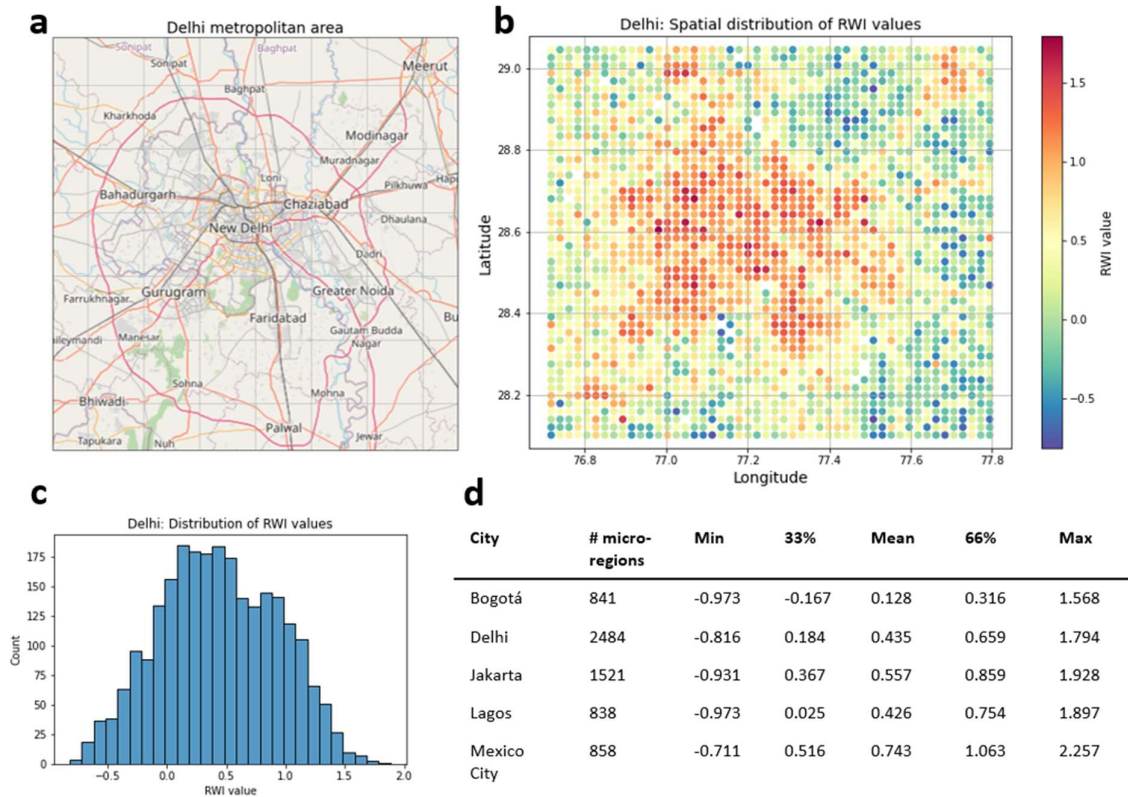 a
Delhi metropolitan area
Sonipat
Baghpat
Sonipat
Meerut
Baghpat
Kharkhoda
Modinagar
Muradnagar
Loni
Pilkhuwa
Bahadurgarh
Ghaziabad
Dhaulana
New Delhi
Dadri
Gurugram
Greater Noida
Farrukhnagar
Faridabad
Gautam Budda
Nagar
Manesar
Sohna
Mohna
Bhiwadi
Palwal
Jewar
Tapukara
Nuh
b
Delhi: Spatial distribution of RWI values
29.0
28.8
28.6
28.4
28.2
Latitude
76.8 77.0 77.2 77.4 77.6 77.8
Longitude
1.5
1.0
0.5
0.0
−0.5
RWI value
c
Delhi: Distribution of RWI values
175
150
125
100
75
50
25
0
Count
−0.5 0.0 0.5 1.0 1.5 2.0
RWI value
d
City # micro- Min 33% Mean 66% Max
regions
Bogotá 841 -0.973 -0.167 0.128 0.316 1.568
Delhi 2484 -0.816 0.184 0.435 0.659 1.794
Jakarta 1521 -0.931 0.367 0.557 0.859 1.928
Lagos 838 -0.973 0.025 0.426 0.754 1.897
Mexico 858 -0.711 0.516 0.743 1.063 2.257
City